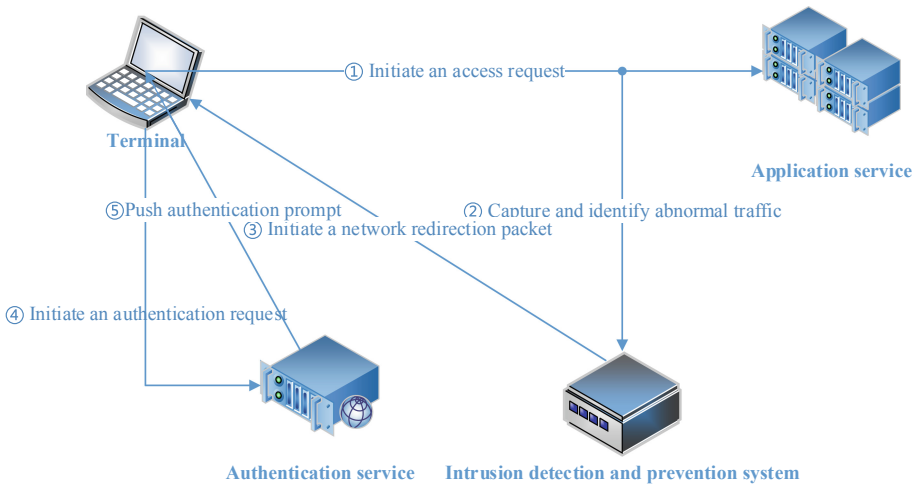 ① Initiate an access request
Terminal
Application service
⑤Push authentication prompt
② Capture and identify abnormal traffic
③ Initiate a network redirection packet
④ Initiate an authentication request
Authentication service
Intrusion detection and prevention system